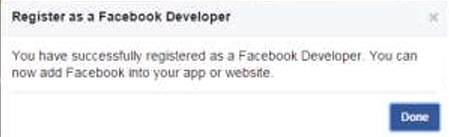 Register as a Facebook Developer
You have successfully registered as a Facebook Developer. You can
now add Facebook into your app or website.
Done